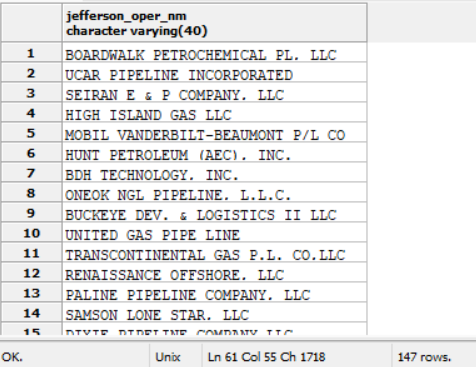 jefferson_oper_nm
character varying(40)
1 BOARDWALK PETROCHEMICAL PL, LLC
2 UCAR PIPELINE INCORPORATED
3 SEIRAN E & P COMPANY, LLC
4 HIGH ISLAND GAS LLC
5 MOBIL VANDERBILT-BEAUMONT P/L CO
6 HUNT PETROLEUM (AEC), INC.
7 BDH TECHNOLOGY, INC.
8 ONEOK NGL PIPELINE, L.L.C.
9 BUCKEYE DEV. & LOGISTICS II LLC
10 UNITED GAS PIPE LINE
11 TRANSCONTINENTAL GAS P.L. CO.LLC
12 RENAISSANCE OFFSHORE, LLC
13 PALINE PIPELINE COMPANY, LLC
14 SAMSON LONE STAR, LLC
15 DIXIE PIPELINE COMPANY LLC
OK. Unix Ln 61 Col 55 Ch 1718 147 rows.